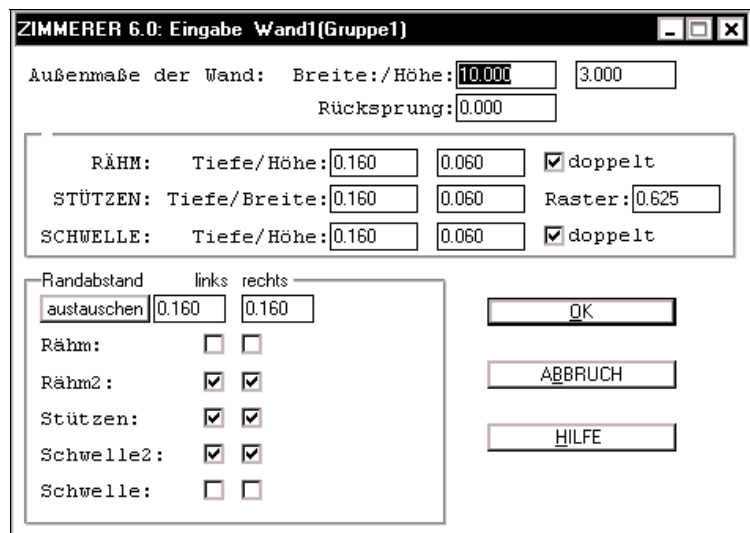 ZIMMERER 6.0: Eingabe Wand1(Gruppe1)
Außenmaße der Wand: Breite:/Höhe: 10.000 3.000
Rücksprung: 0.000
RÄHM: Tiefe/Höhe: 0.160 0.060 doppelt
STÜTZEN: Tiefe/Breite: 0.160 0.060 Raster: 0.625
SCHWELLE: Tiefe/Höhe: 0.160 0.060 doppelt
Randabstand links rechts
austauschen 0.160 0.160
OK
Rähm:
Rähm2:
ABBRUCH
Stützen:
HILFE
Schwelle2:
Schwelle: